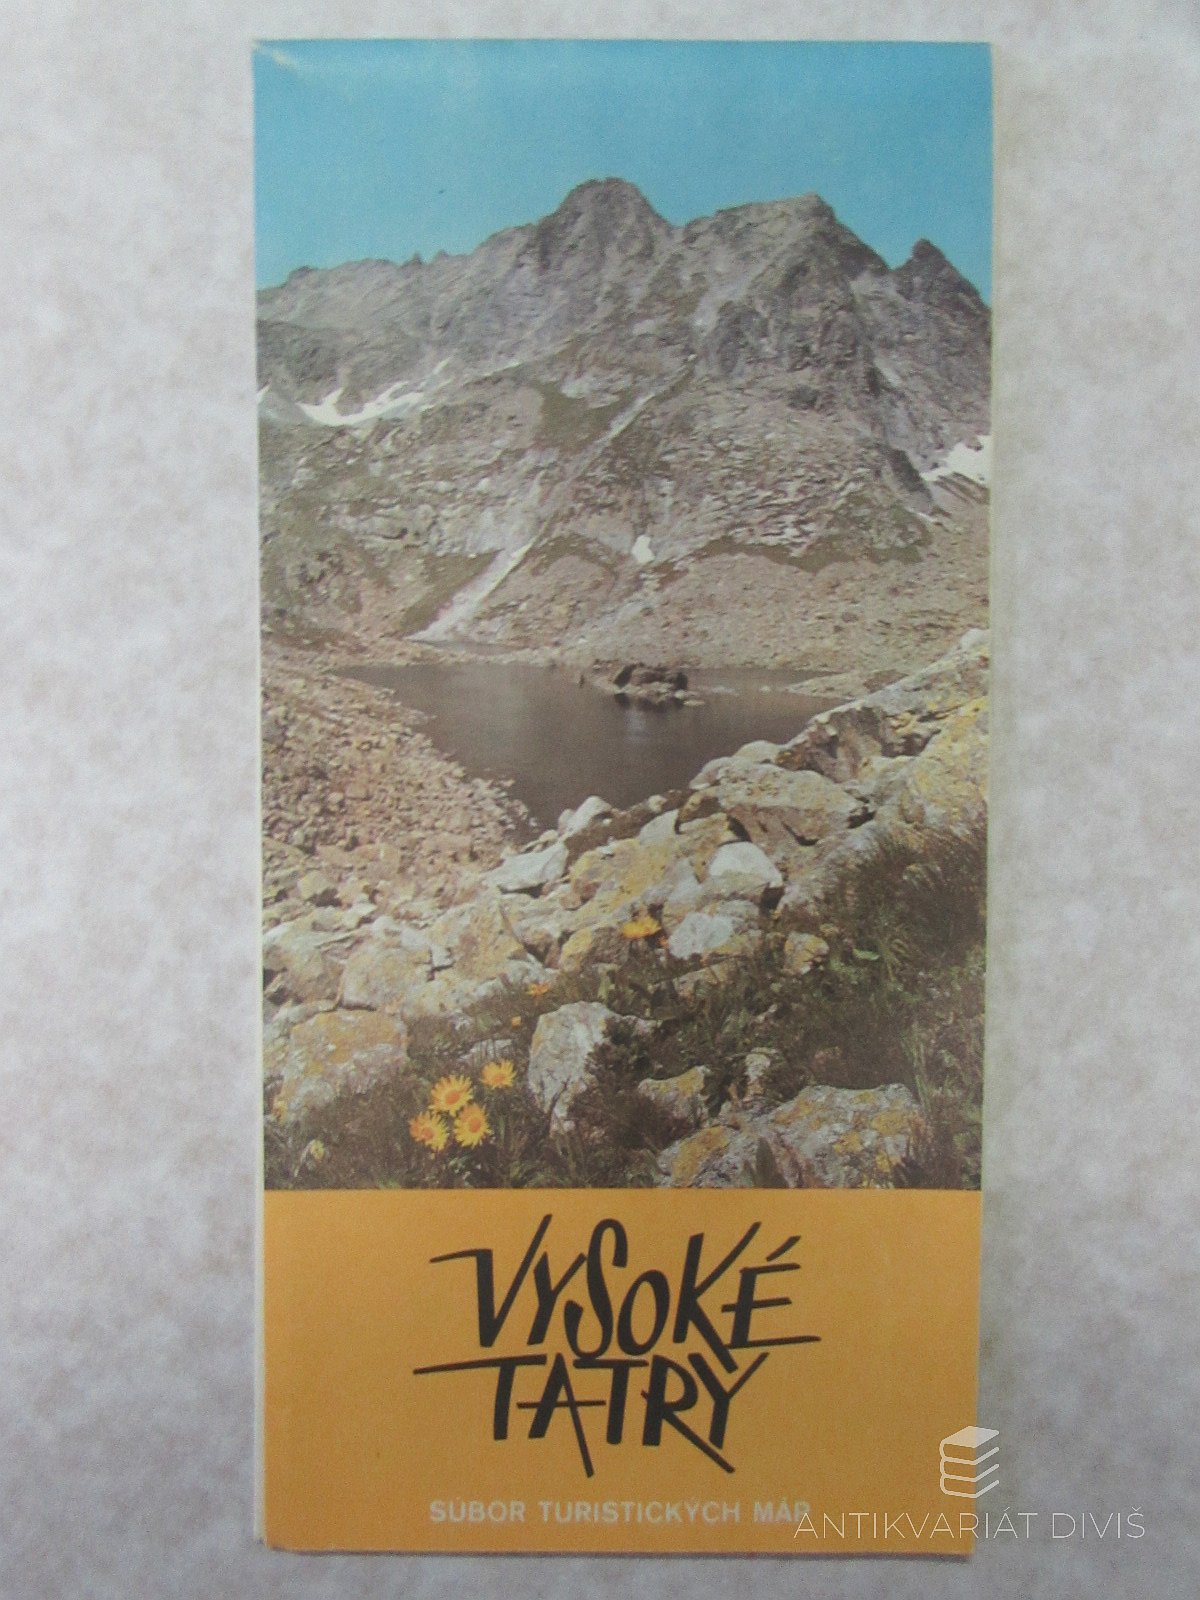 VYSOKÉ
TATRY
SÚBOR TURISTICKÝCH MÁP
ANTIKVARIÁT DIVIŠ